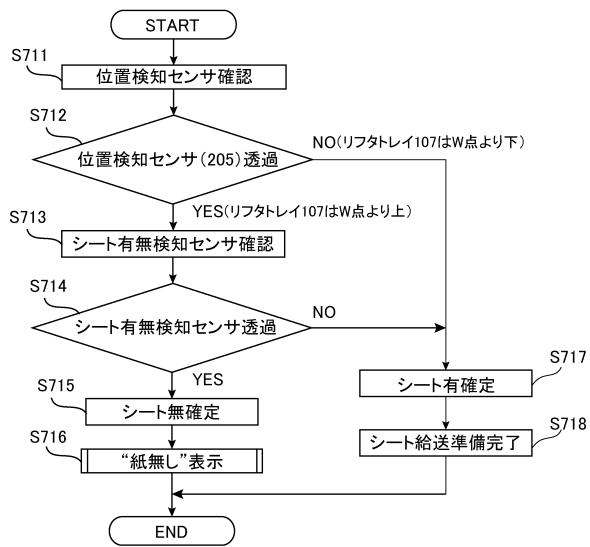 START
S711
位置検知センサ確認
S712
位置検知センサ(205)透過
NO(リフタトレイ107はW点より下)
YES(リフタトレイ107はW点より上)
S713
シート有無検知センサ確認
S714
シート有無検知センサ透過
NO
YES
S715
シート無確定
S716
“紙無し”表示
S717
シート有確定
S718
シート給送準備完了
END